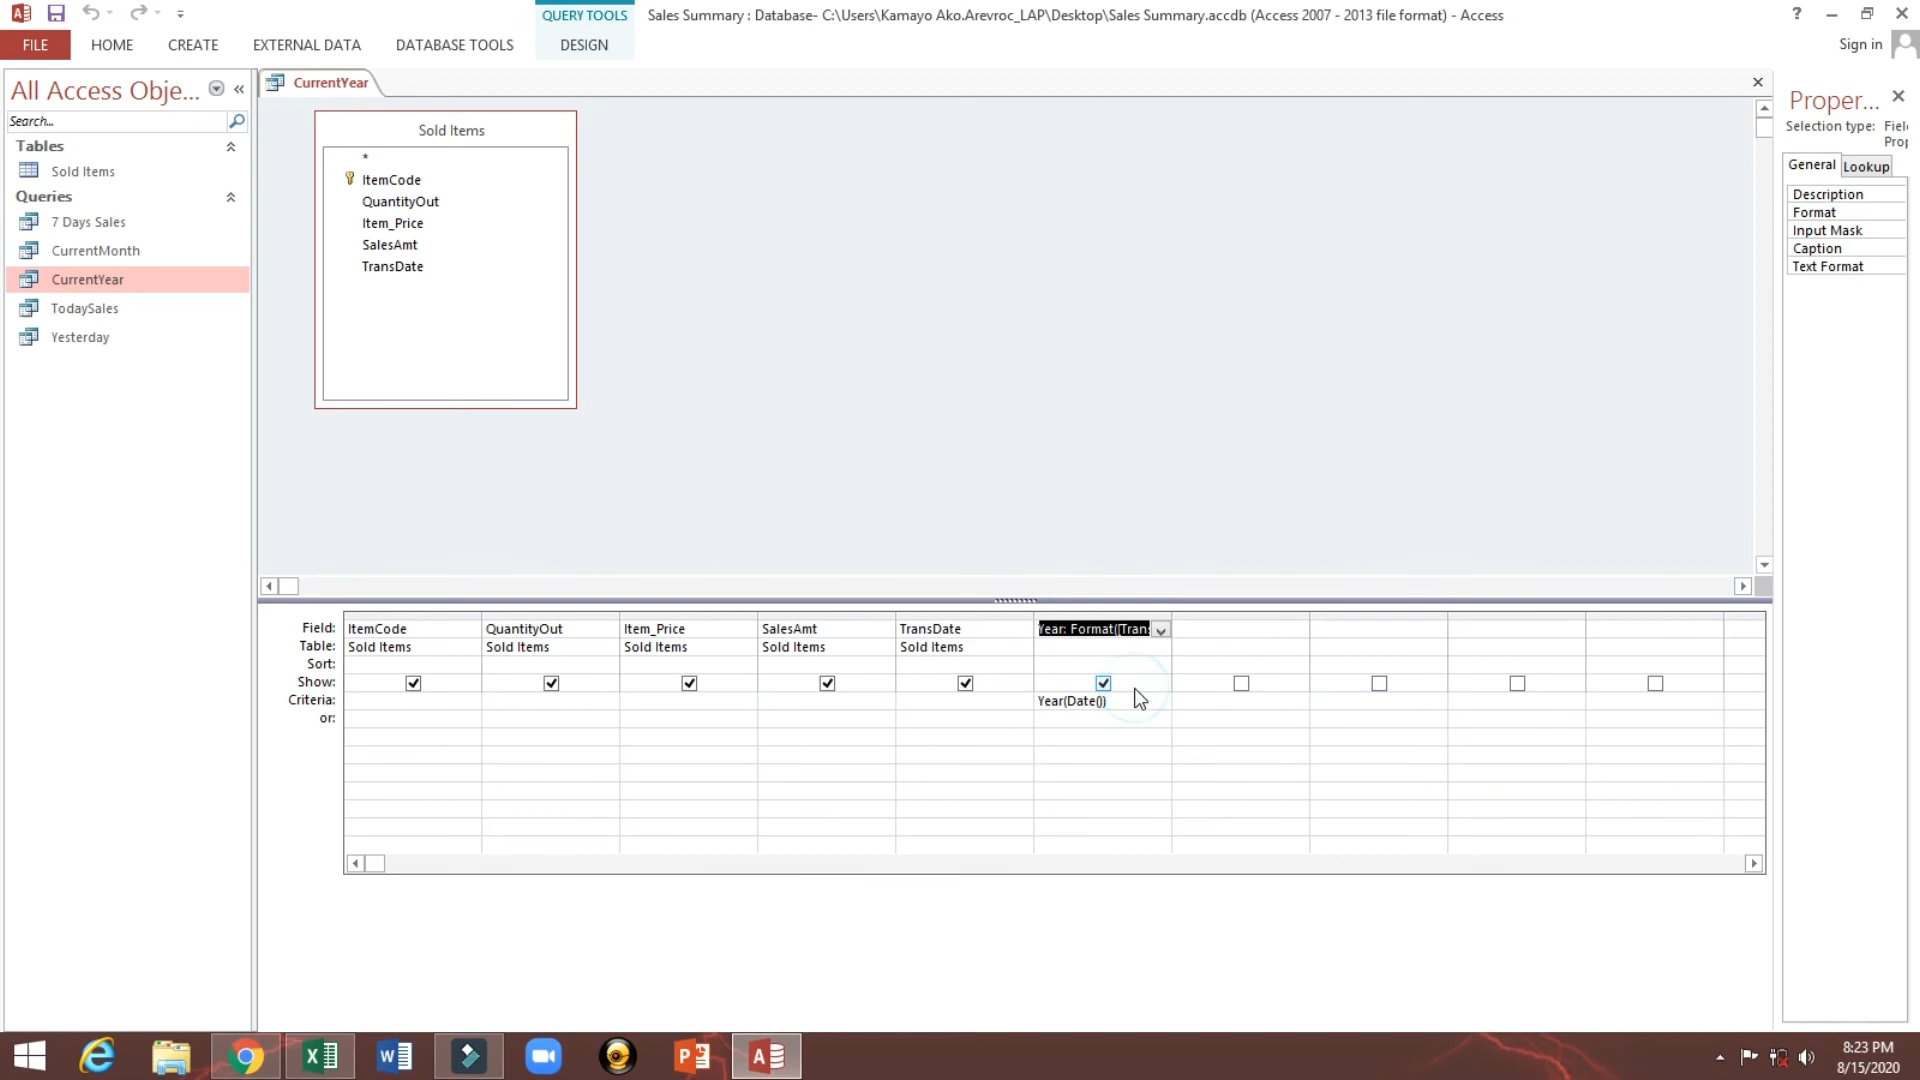 QUERY TOOLS
Sales Summary : Database- C:\Users\Kamayo Ako.Arevroc_LAP\Desktop\Sales Summary.accdb (Access 2007 - 2013 file format) - Access
?
FILE
HOME
CREATE
EXTERNAL DATA
DATABASE TOOLS
DESIGN
Sign in
All Access Obje...
Search...
Tables
Sold Items
Queries
7 Days Sales
CurrentMonth
CurrentYear
TodaySales
Yesterday
CurrentYear
Sold Items
*
ItemCode
QuantityOut
Item_Price
SalesAmt
TransDate
Proper...
Selection type:
General
Lookup
Description
Format
Input Mask
Caption
Text Format
Field: ItemCode QuantityOut Item_Price SalesAmt TransDate Year: Format([Trans
Table: Sold Items Sold Items Sold Items Sold Items Sold Items
Sort:
Show:
Criteria: Year(Date())
or:
8:23 PM
8/15/2020